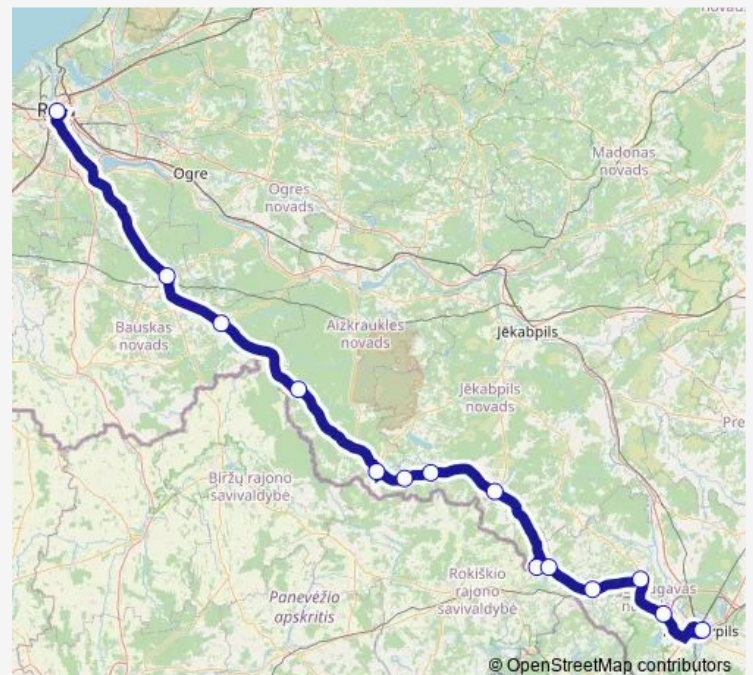 Ogre
Ogres
novads
Madonas
novads
Bauskas
novads
Aizkraukles
novads
Jēkabpils
Jēkabpils
novads
Biržų rajono
savivaldybė
Rokiškio
rajono
savivaldybė
Panevėžio
apskritis
© OpenStreetMap contributors